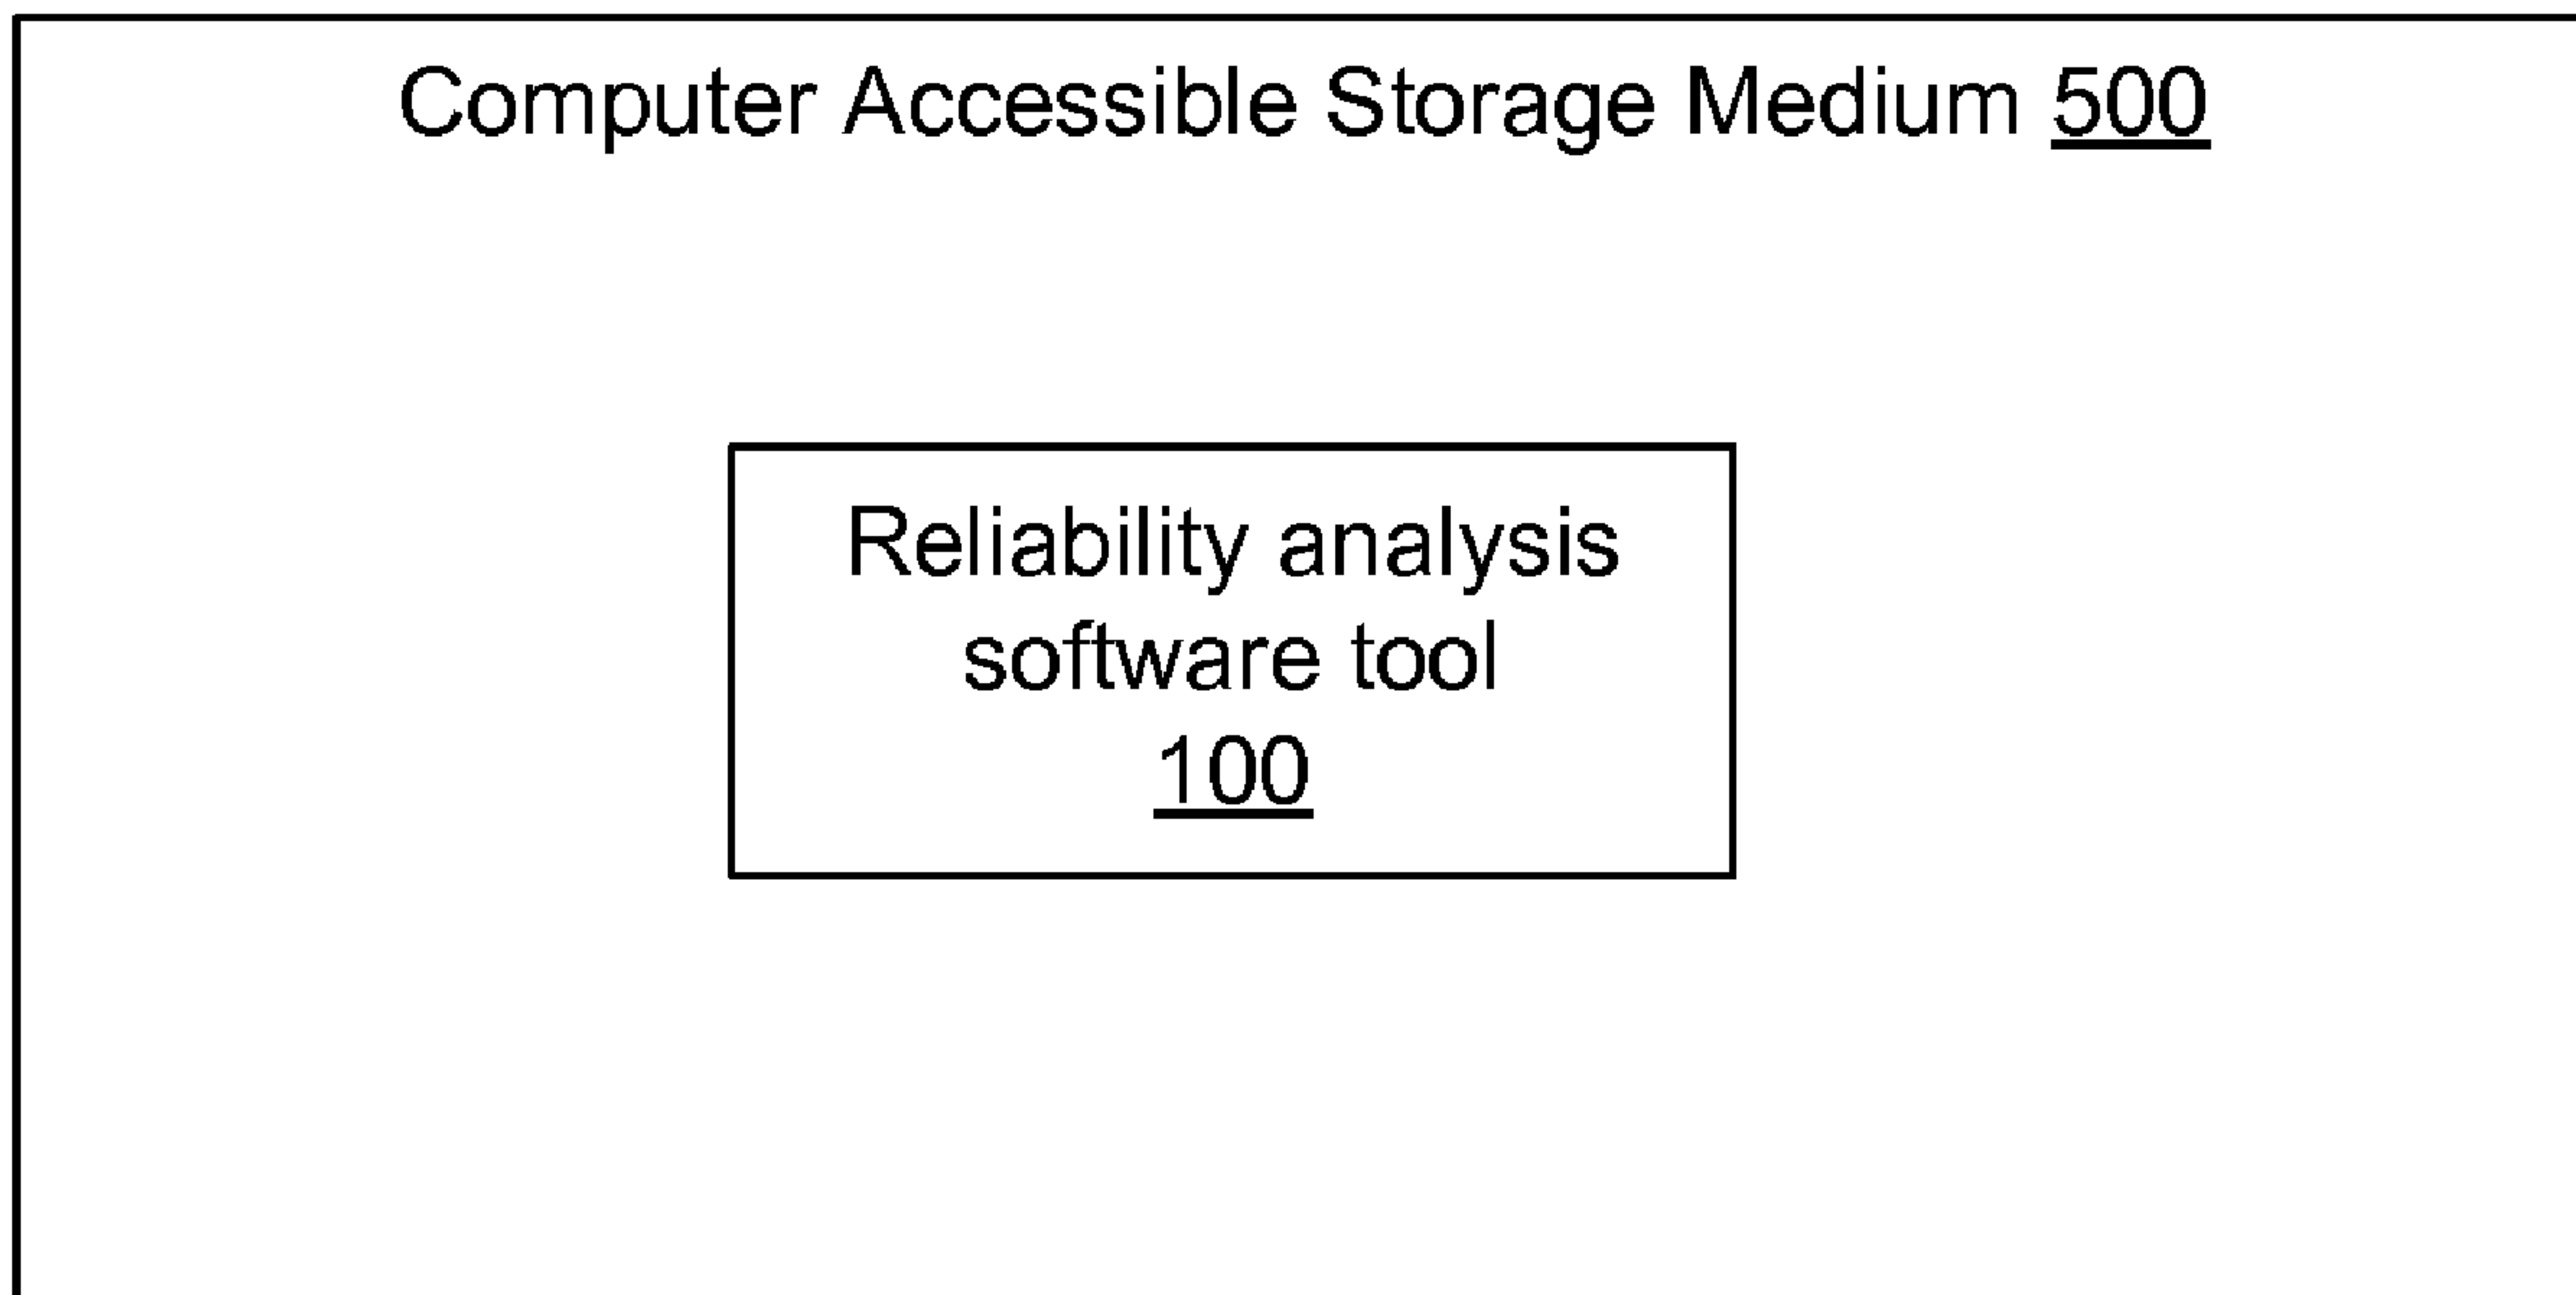 Computer Accessible Storage Medium 500
Reliability analysis
software tool
100